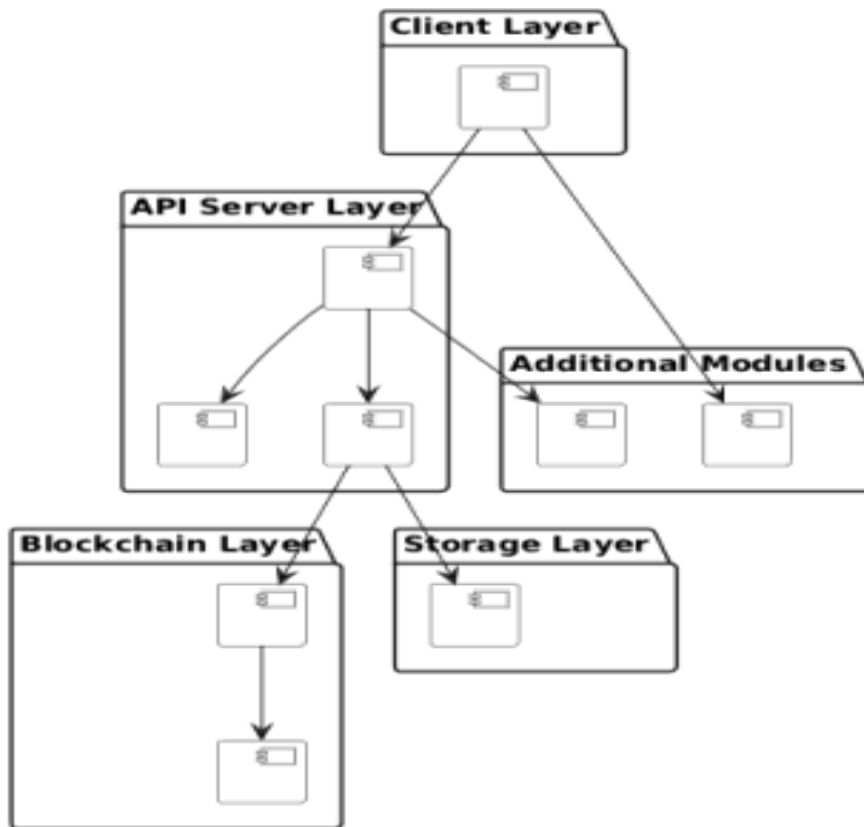 Client Layer
API Server Layer
Additional Modules
Blockchain Layer
Storage Layer